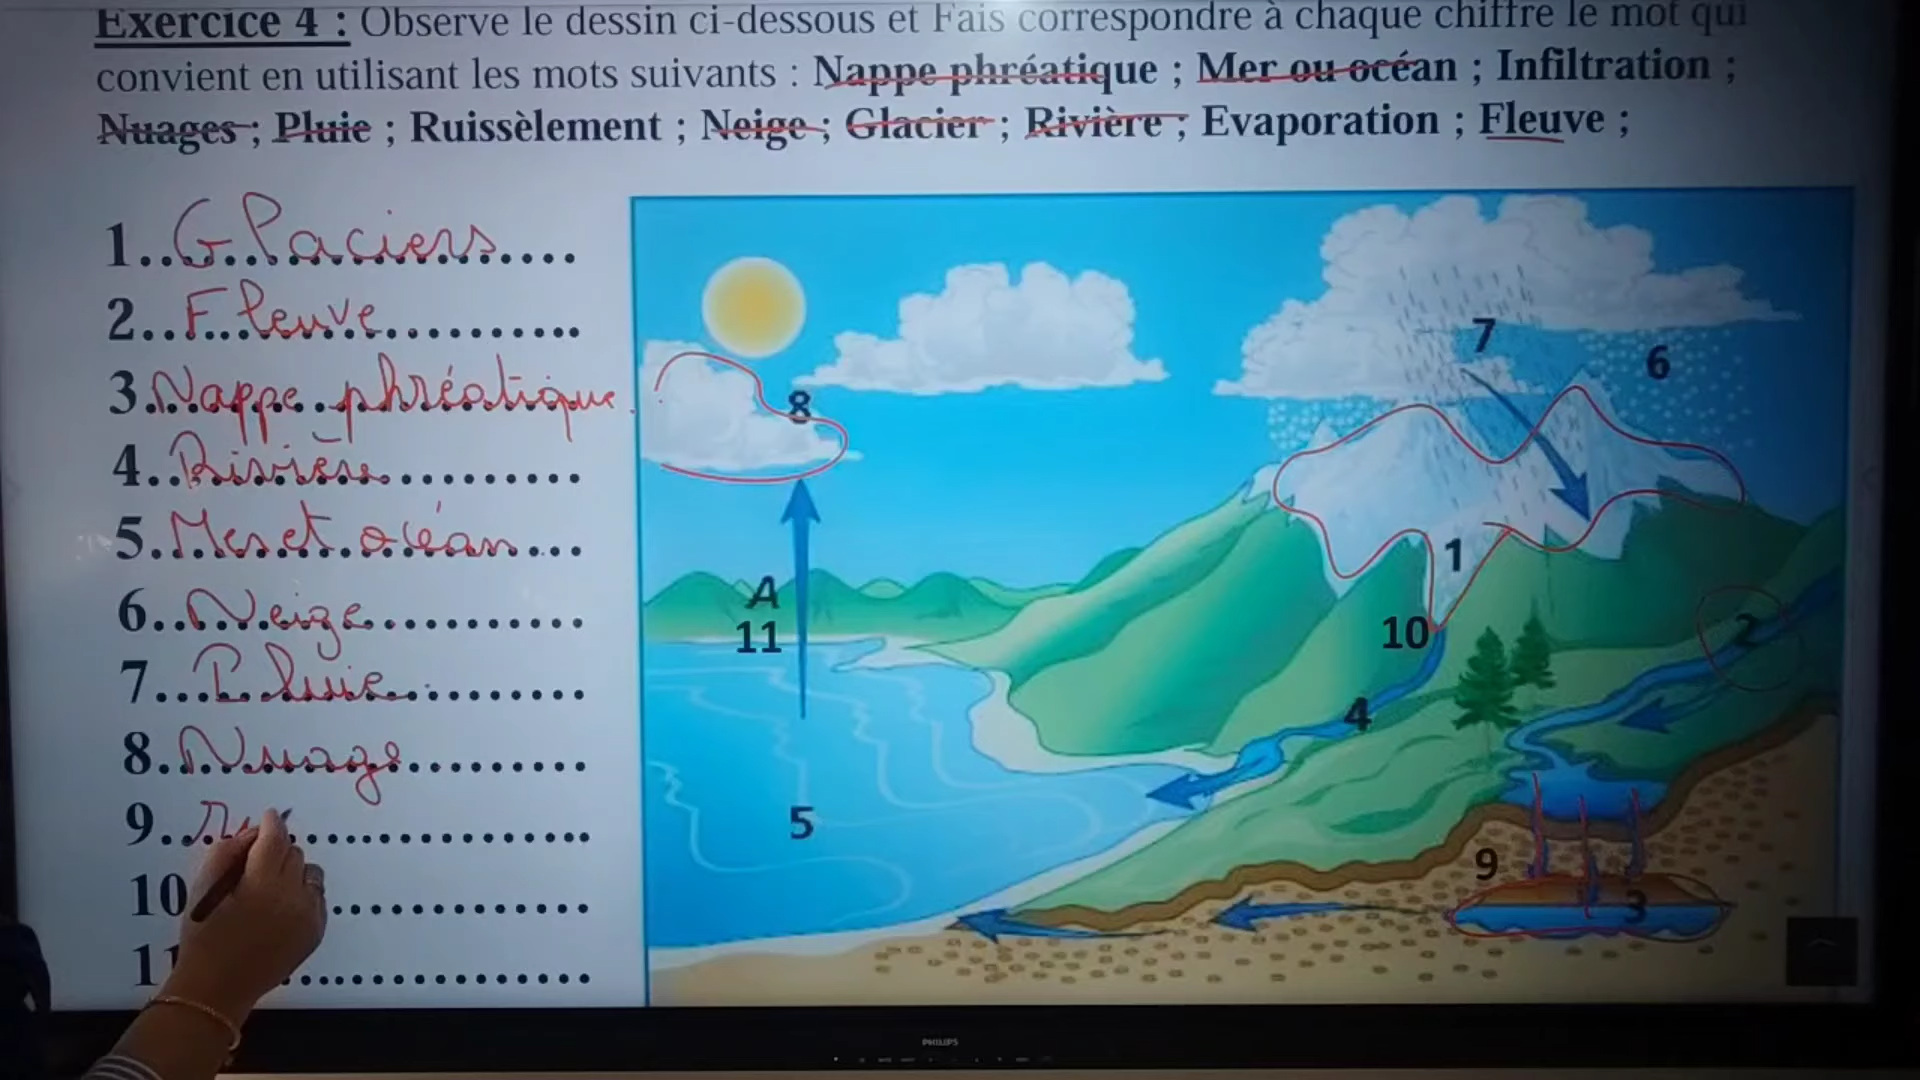 Exercice 4 : Observe le dessin ci-dessous et Fais correspondre à chaque chiffre le mot qui
convient en utilisant les mots suivants : Nappe phréatique ; Mer ou océan ; Infiltration ;
Nuages ; Pluie ; Ruissèlement ; Neige ; Glacier ; Rivière ; Evaporation ; Fleuve ;
1..Glaciers....
2..Fleuve..........
3.Nappe phréatique.
4..Rivière.........
5.Mer et océan...
6..Neige..........
7...Pluie.........
8.Nuage.........
9.
10
11
7
6
8
1
A
11
10
2
4
5
9
3
PHILIPS